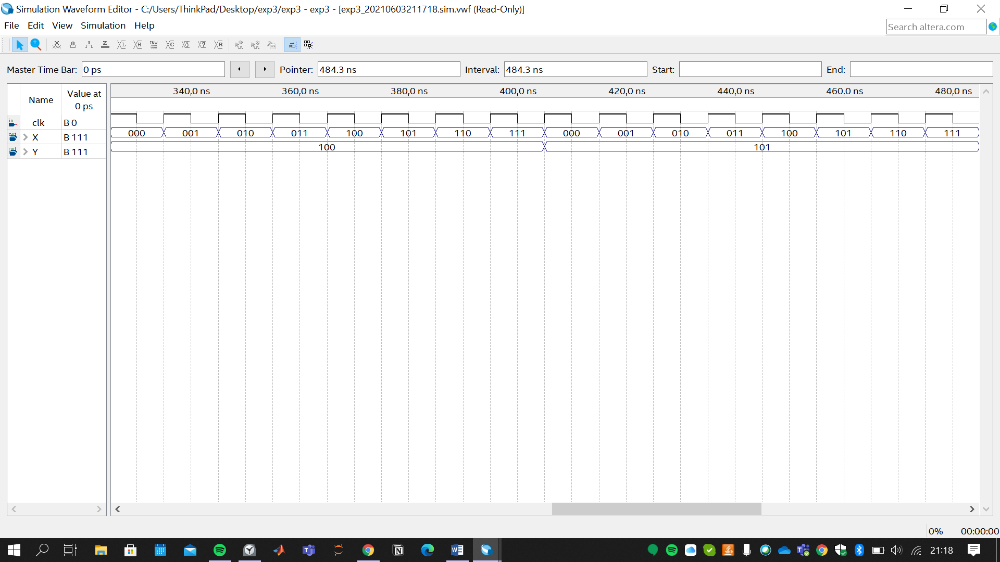 Simulation Waveform Editor - C:/Users/ThinkPad/Desktop/exp3/exp3 - exp3 - [exp3_20210603211718.sim.vwf (Read-Only)]
File Edit View Simulation Help
Search altera.com
Master Time Bar: 0 ps Pointer: 484.3 ns Interval: 484.3 ns Start: End:
Name Value at 0 ps
340,0 ns 360,0 ns 380,0 ns 400,0 ns 420,0 ns 440,0 ns 460,0 ns 480,0 ns
in clk B 0
out X B 111 000 001 010 011 100 101 110 111 000 001 010 011 100 101 110 111
out Y B 111 100 101
0% 00:00:00
21:18